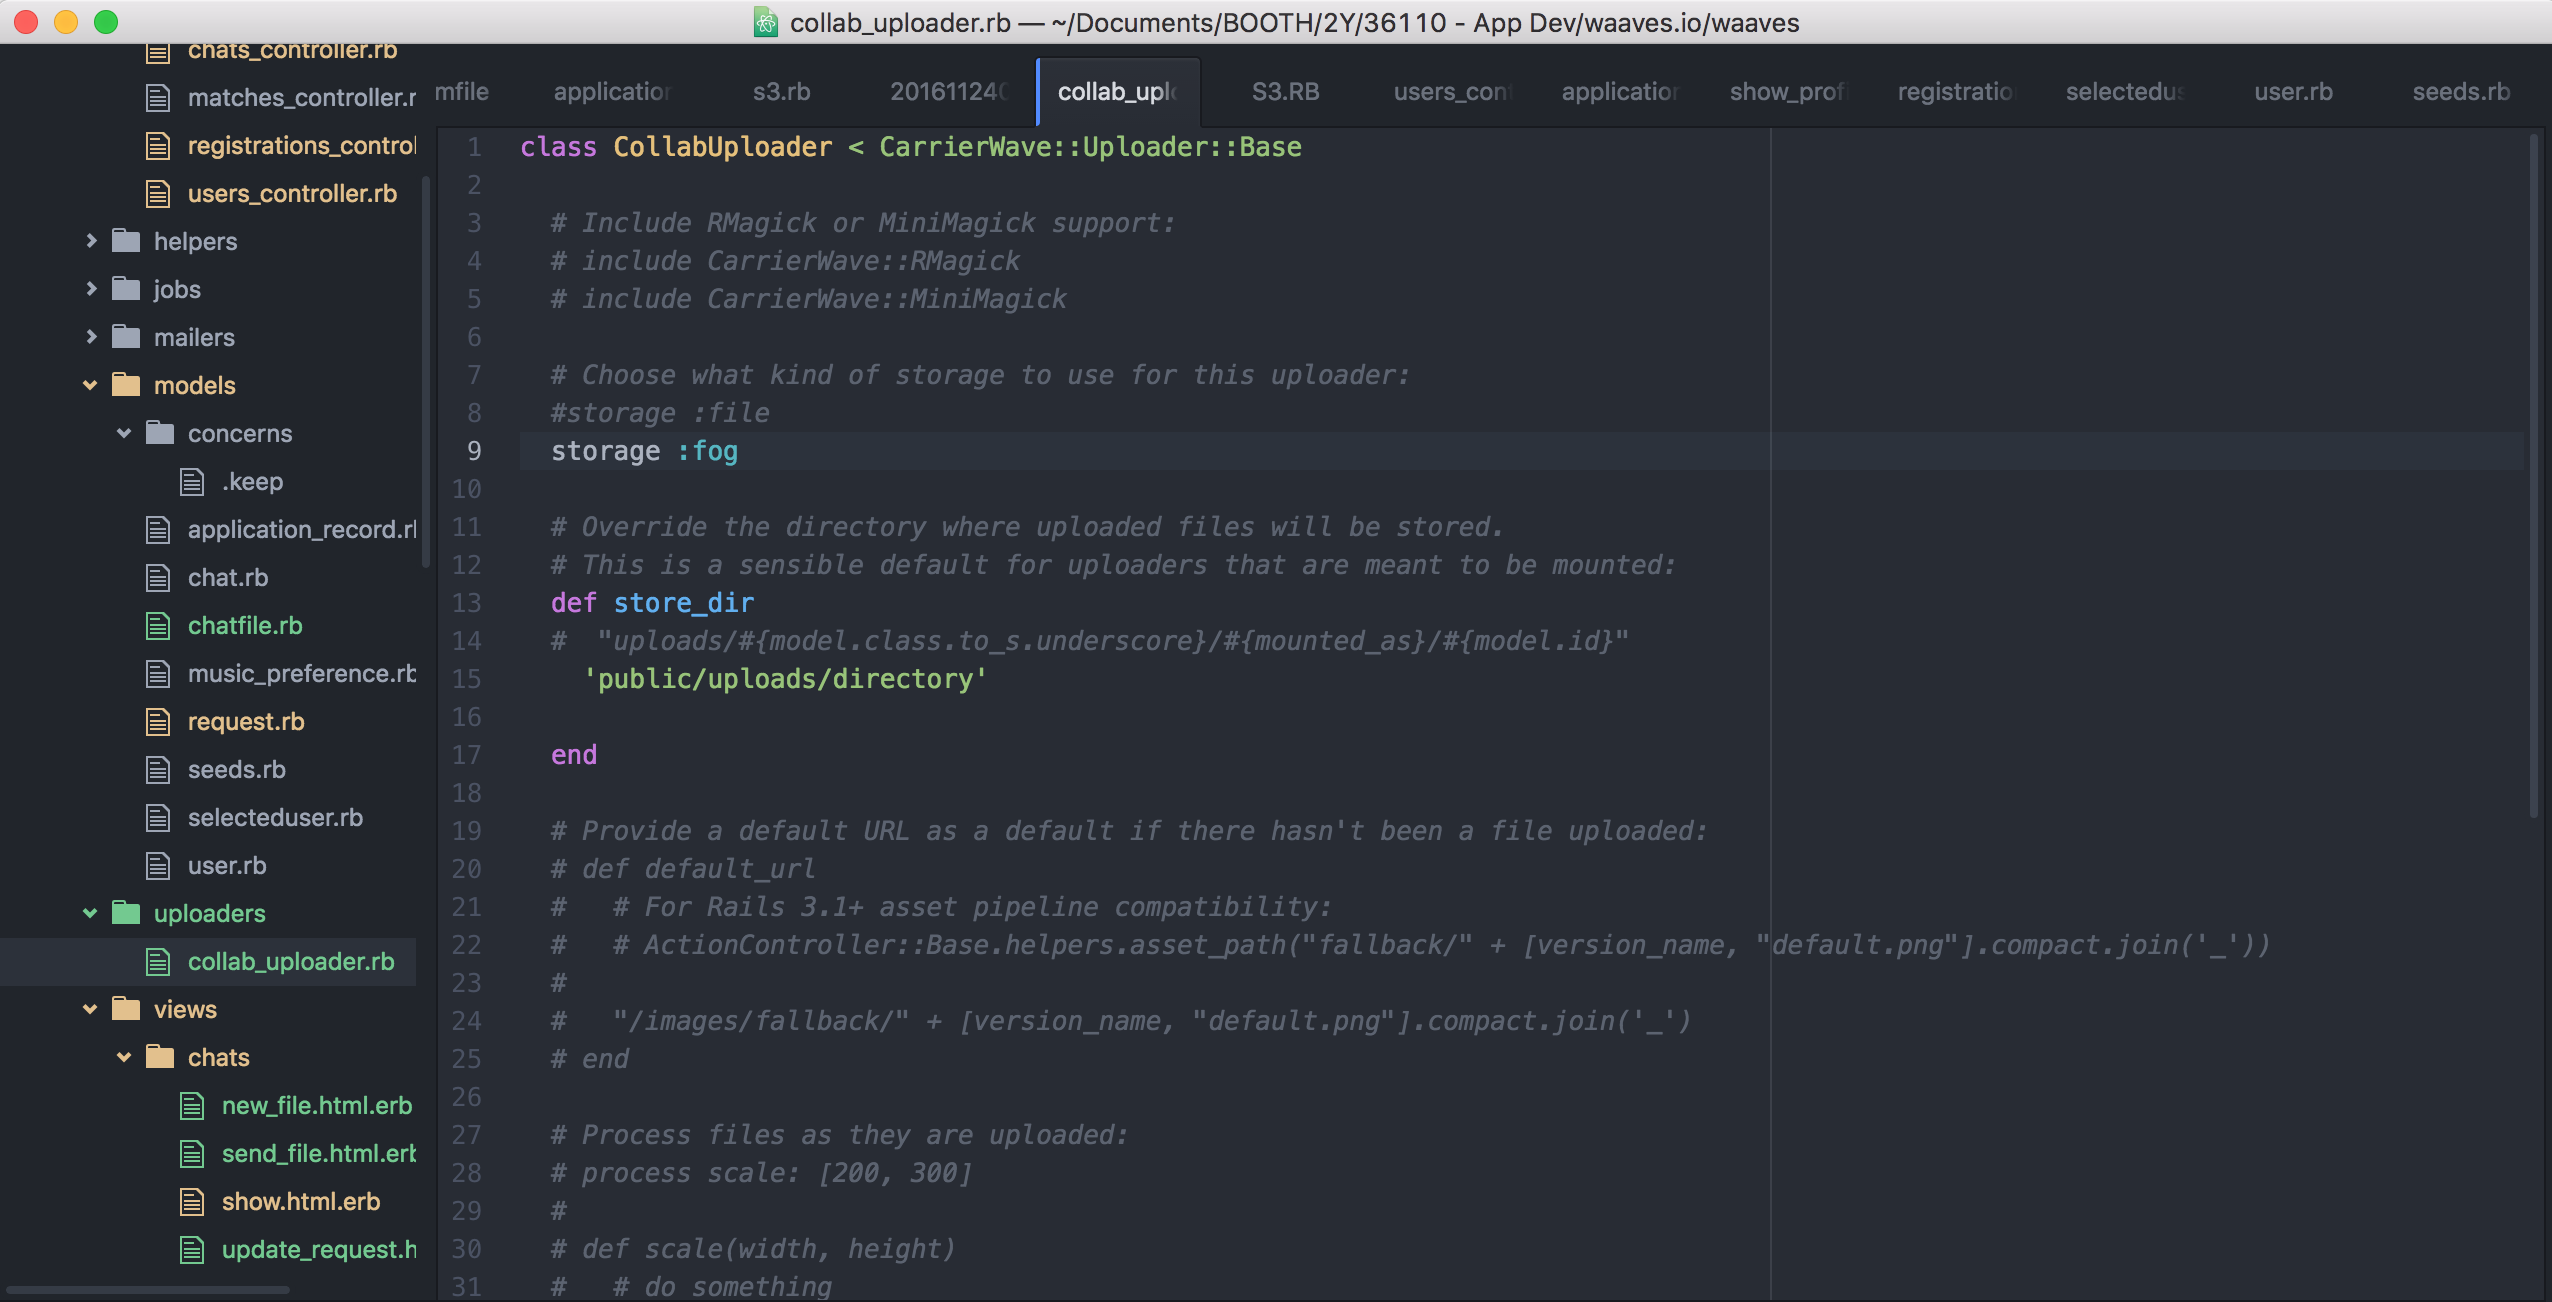 collab_uploader.rb — ~/Documents/BOOTH/2Y/36110 - App Dev/waaves.io/waaves
chats_controller.rb
matches_controller.r
registrations_control
users_controller.rb
helpers
jobs
mailers
models
concerns
.keep
application_record.rl
chat.rb
chatfile.rb
music_preference.rb
request.rb
seeds.rb
selecteduser.rb
user.rb
uploaders
collab_uploader.rb
views
chats
new_file.html.erb
send_file.html.erb
show.html.erb
update_request.h
mfile application s3.rb 201611240 collab_uplo S3.RB users_cont application show_profi registratio selectedus user.rb seeds.rb
1 class CollabUploader < CarrierWave::Uploader::Base
2
3 # Include RMagick or MiniMagick support:
4 # include CarrierWave::RMagick
5 # include CarrierWave::MiniMagick
6
7 # Choose what kind of storage to use for this uploader:
8 #storage :file
9 storage :fog
10
11 # Override the directory where uploaded files will be stored.
12 # This is a sensible default for uploaders that are meant to be mounted:
13 def store_dir
14 #  "uploads/#{model.class.to_s.underscore}/#{mounted_as}/#{model.id}"
15 'public/uploads/directory'
16
17 end
18
19 # Provide a default URL as a default if there hasn't been a file uploaded:
20 # def default_url
21 #   # For Rails 3.1+ asset pipeline compatibility:
22 #   # ActionController::Base.helpers.asset_path("fallback/" + [version_name, "default.png"].compact.join('_'))
23 #
24 #   "/images/fallback/" + [version_name, "default.png"].compact.join('_')
25 # end
26
27 # Process files as they are uploaded:
28 # process scale: [200, 300]
29 #
30 # def scale(width, height)
31 #   # do something